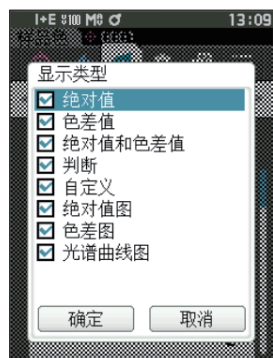 I+E 100 M0 13:09
显示类型
绝对值
色差值
绝对值和色差值
判断
自定义
绝对值图
色差图
光谱曲线图
确定 取消